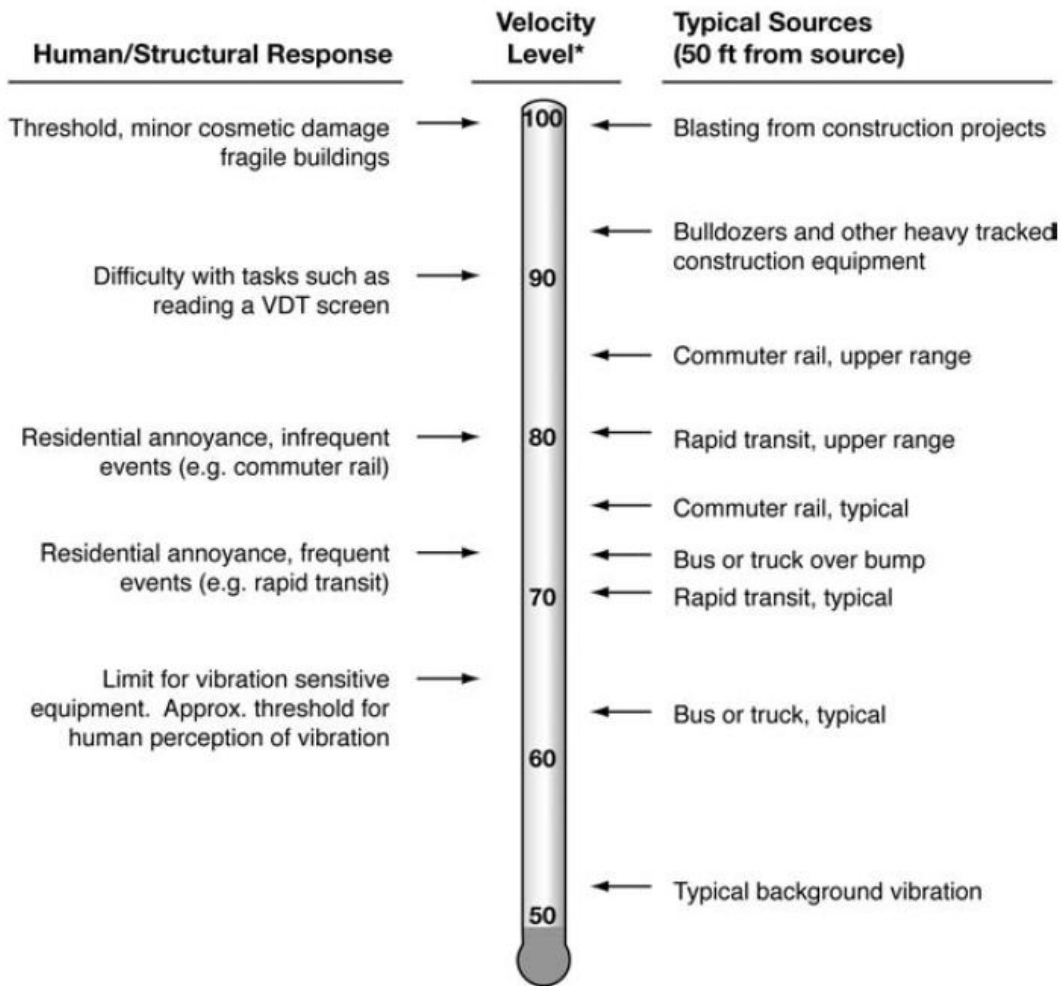 Human/Structural Response
Velocity
Level*
Typical Sources
(50 ft from source)
Threshold, minor cosmetic damage
fragile buildings
100
Blasting from construction projects
Bulldozers and other heavy tracked
construction equipment
Difficulty with tasks such as
reading a VDT screen
90
Commuter rail, upper range
Residential annoyance, infrequent
events (e.g. commuter rail)
80
Rapid transit, upper range
Commuter rail, typical
Residential annoyance, frequent
events (e.g. rapid transit)
Bus or truck over bump
70
Rapid transit, typical
Limit for vibration sensitive
equipment. Approx. threshold for
human perception of vibration
Bus or truck, typical
60
Typical background vibration
50